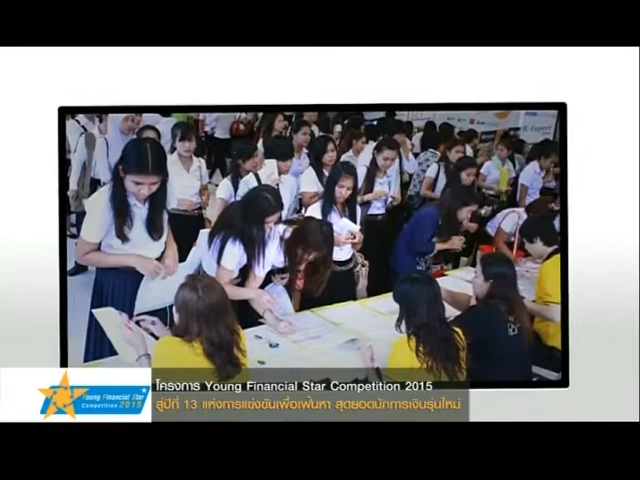 K-Expert
Young Financial Star
Competition 2015
โครงการ Young Financial Star Competition 2015
สู่ปีที่ 13 แห่งการแข่งขันเพื่อเฟ้นหา สุดยอดนักการเงินรุ่นใหม่